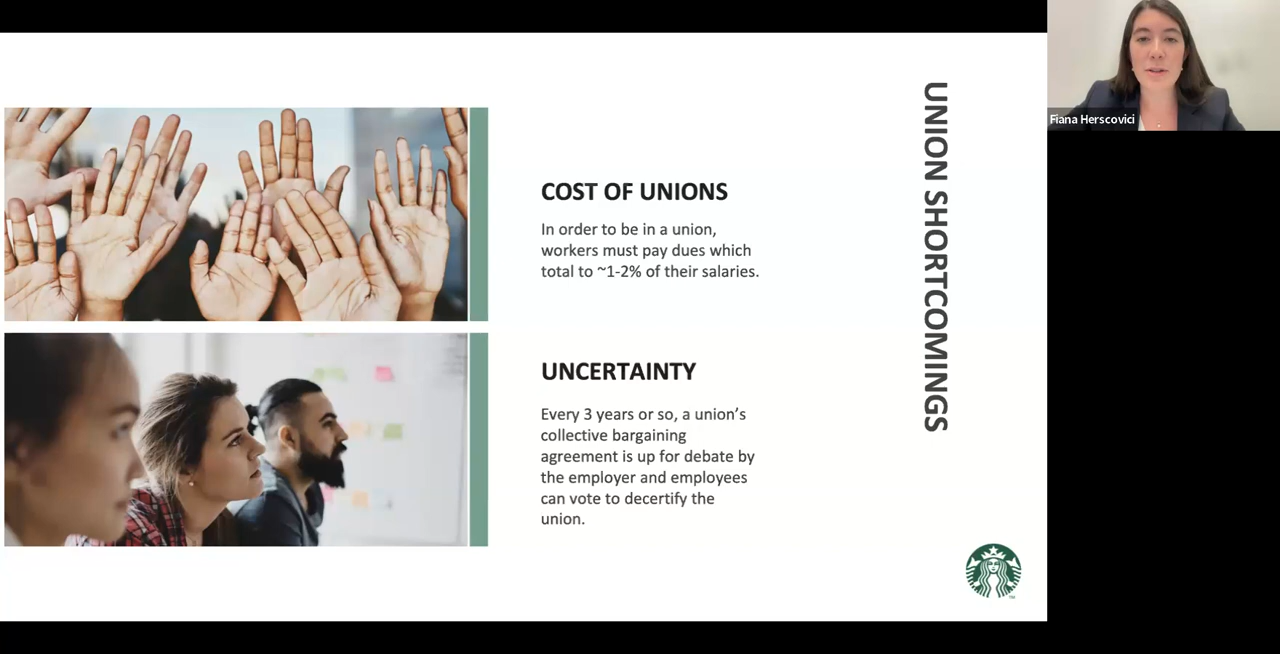 COST OF UNIONS
In order to be in a union,
workers must pay dues which
total to ~1-2% of their salaries.
UNCERTAINTY
Every 3 years or so, a union’s
collective bargaining
agreement is up for debate by
the employer and employees
can vote to decertify the
union.
UNION SHORTCOMINGS
TM
Fiana Herscovici